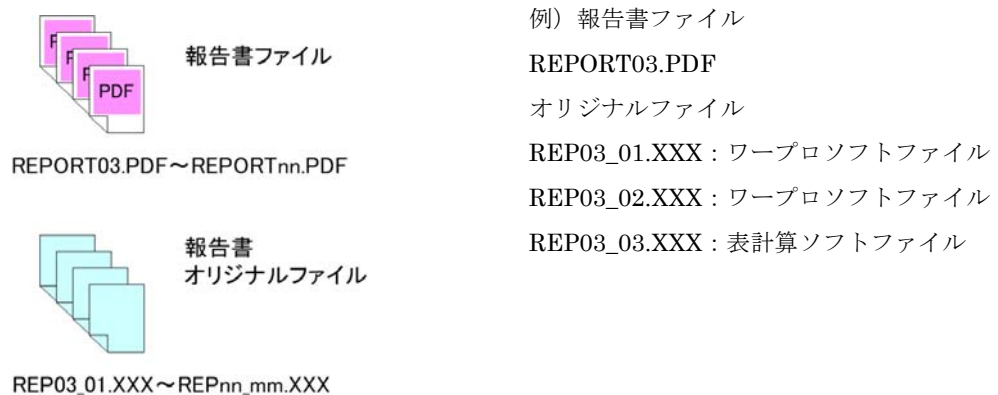 P
P
P
PDF
報告書ファイル
REPORT03.PDF～REPORTnn.PDF
報告書
オリジナルファイル
REP03_01.XXX～REPnn_mm.XXX
例）報告書ファイル
REPORT03.PDF
オリジナルファイル
REP03_01.XXX：ワープロソフトファイル
REP03_02.XXX：ワープロソフトファイル
REP03_03.XXX：表計算ソフトファイル